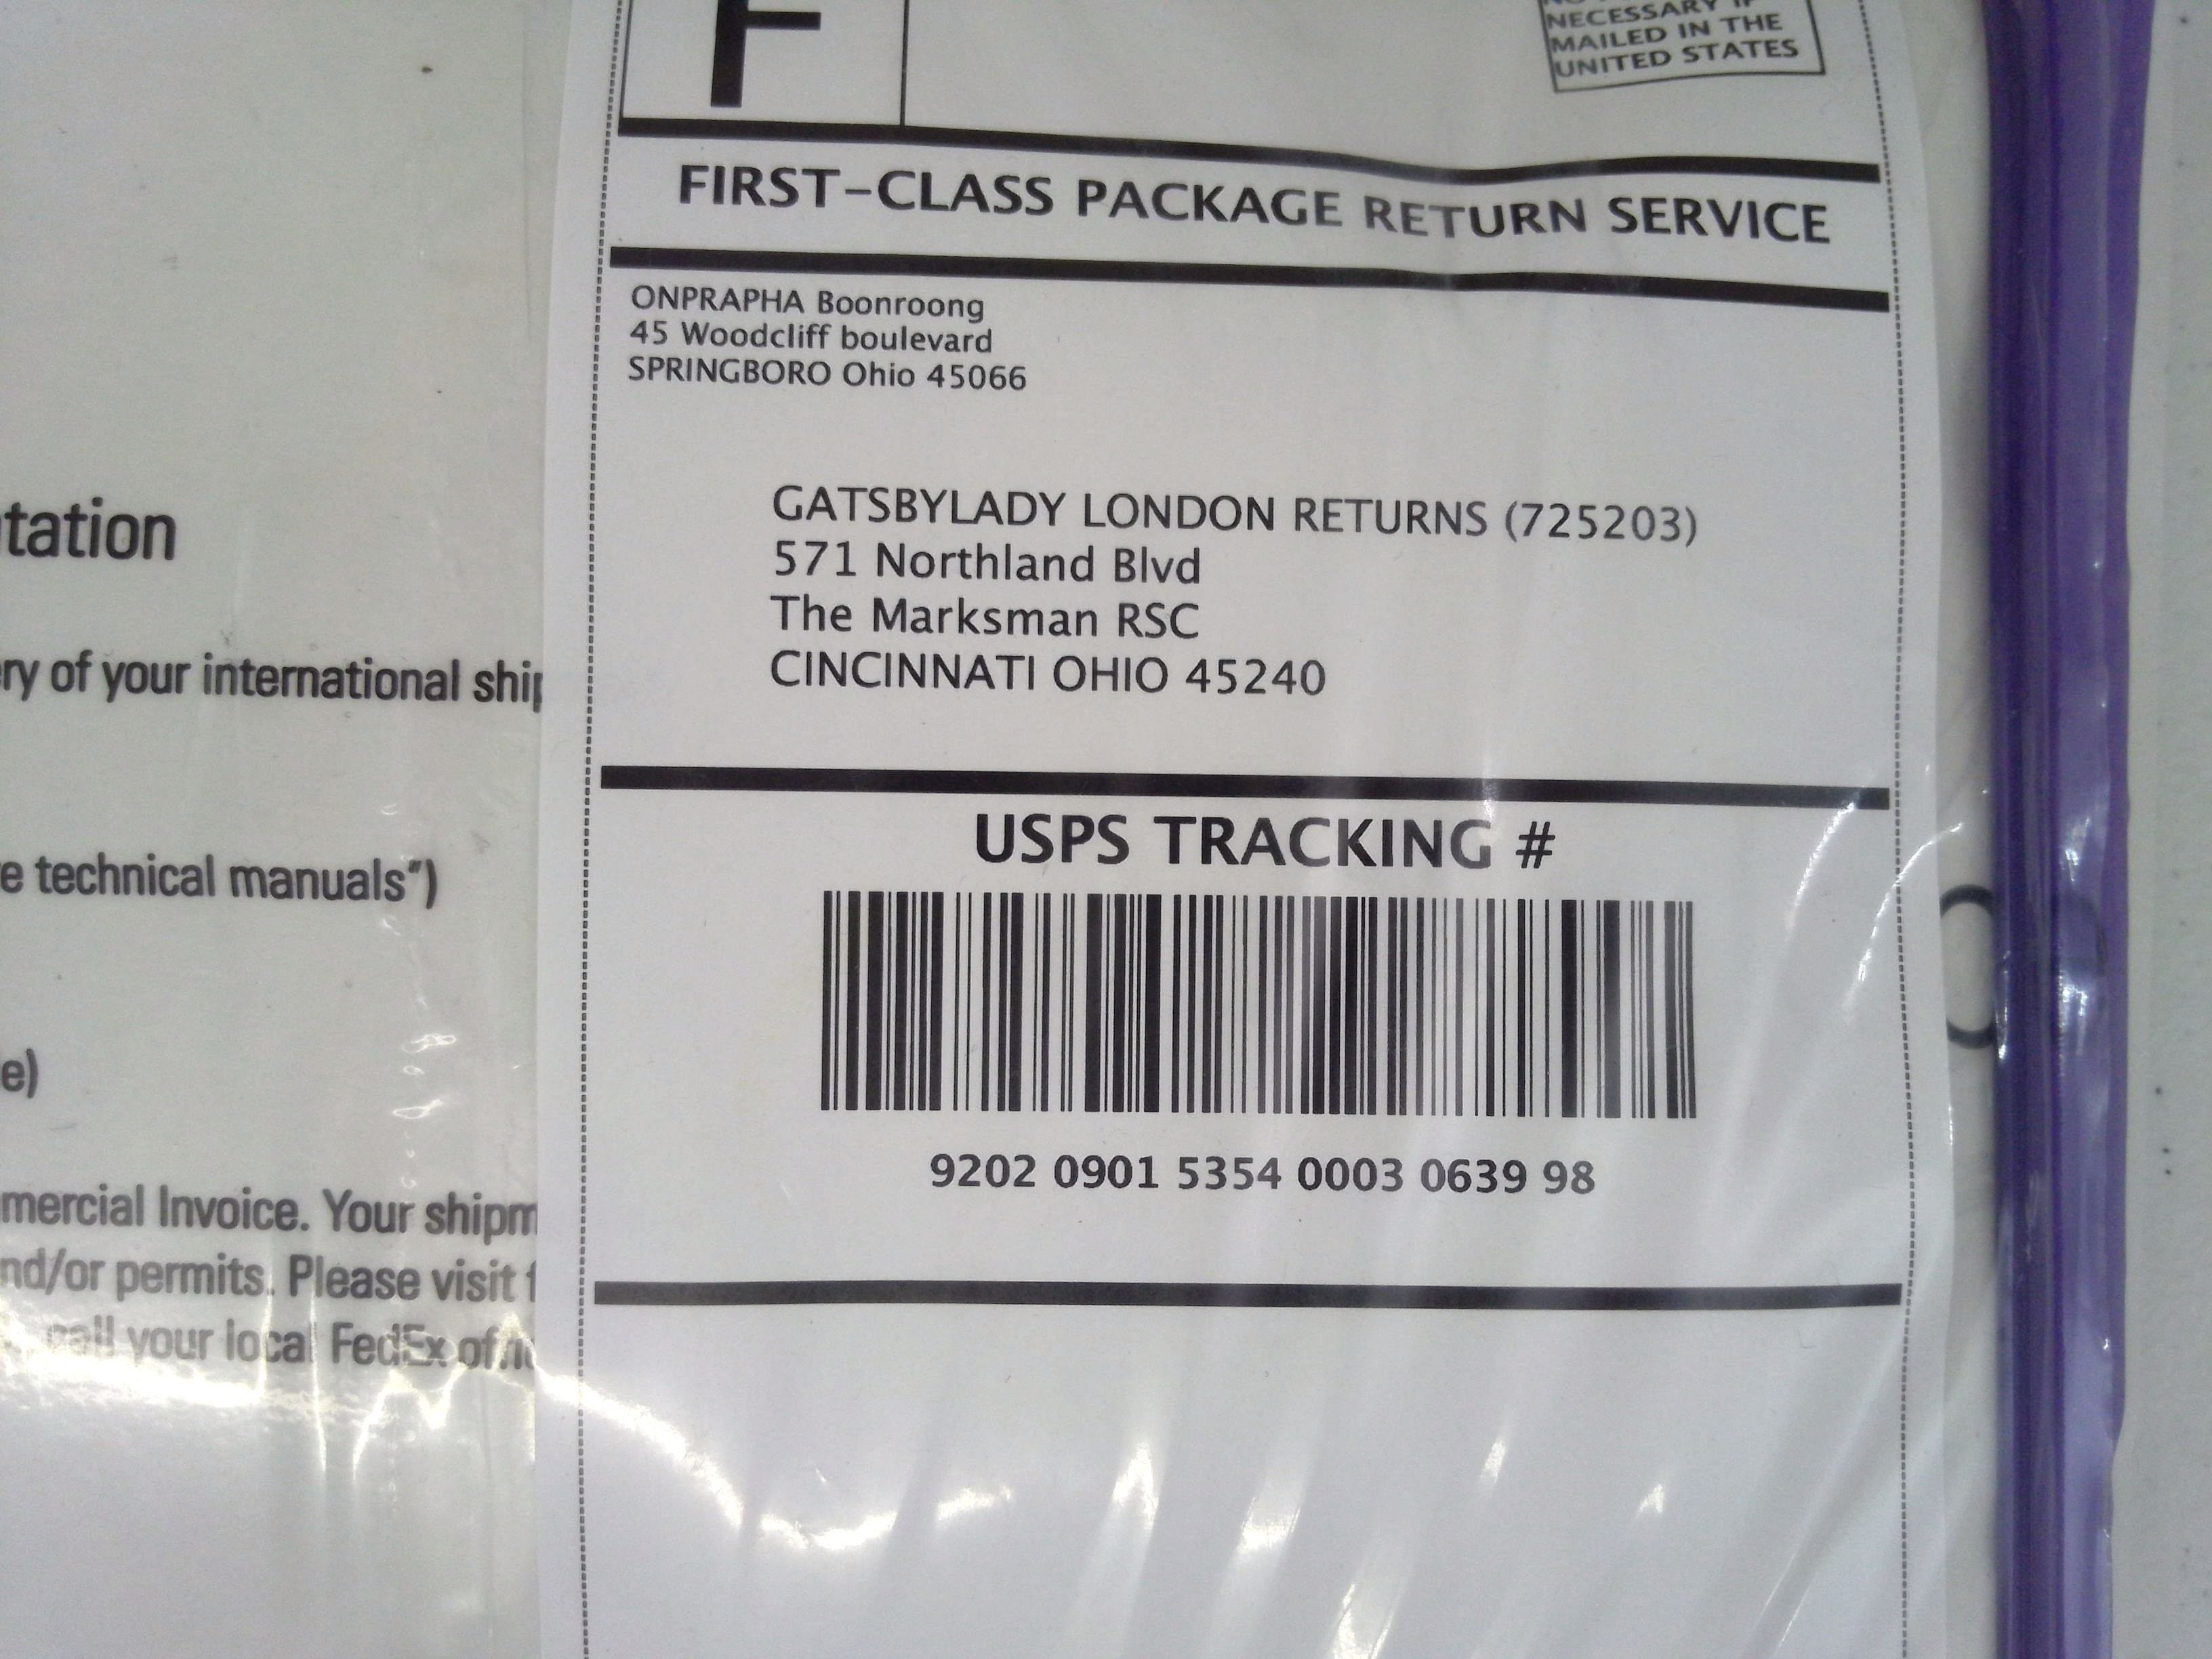 F
NECESSARY IF
MAILED IN THE
UNITED STATES
FIRST-CLASS PACKAGE RETURN SERVICE
ONPRAPHA Boonroong
45 Woodcliff boulevard
SPRINGBORO Ohio 45066
GATSBYLADY LONDON RETURNS (725203)
571 Northland Blvd
The Marksman RSC
CINCINNATI OHIO 45240
USPS TRACKING #
9202 0901 5354 0003 0639 98
tation
ry of your international ship
e technical manuals")
e)
mercial Invoice. Your shipm
nd/or permits. Please visit f
call your local FedEx offic